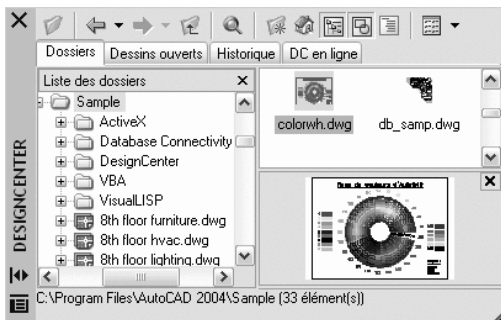 Dossiers
Dessins ouverts
Historique
DC en ligne
Liste des dossiers
Sample
ActiveX
Database Connectivity
DesignCenter
VBA
VisualLISP
8th floor furniture.dwg
8th floor hvac.dwg
8th floor lighting.dwg
colorwh.dwg
db_samp.dwg
DESIGNCENTER
C:\Program Files\AutoCAD 2004\Sample (33 élément(s))